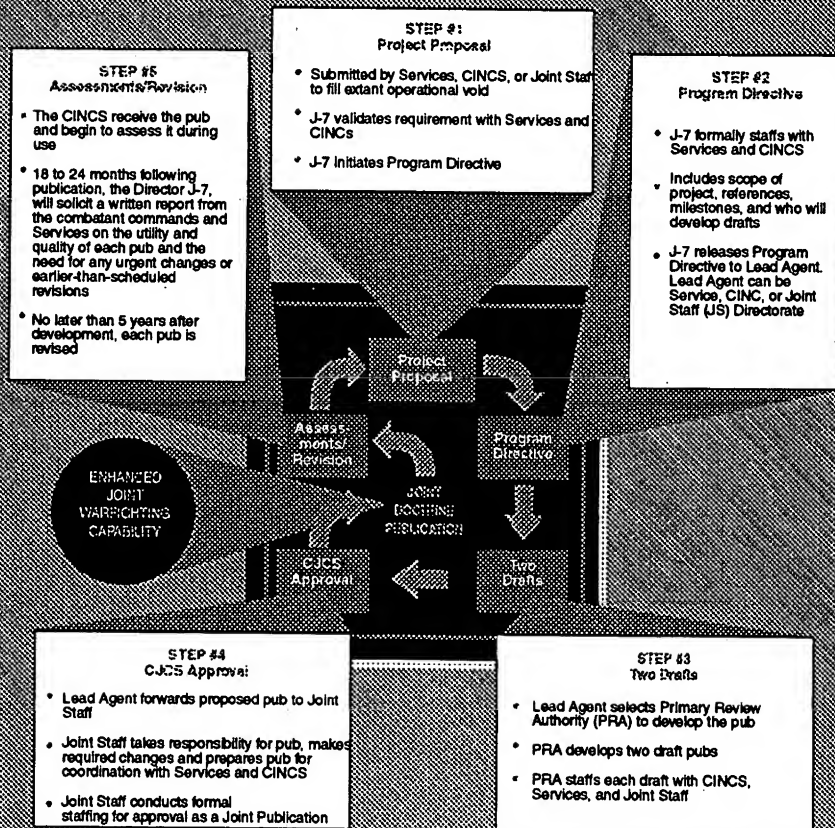 STEP #1
Project Proposal
• Submitted by Services, CINCS, or Joint Staff
to fill extant operational void
• J-7 validates requirement with Services and
CINCs
• J-7 Initiates Program Directive
STEP #2
Program Directive
• J-7 formally staffs with
Services and CINCS
• Includes scope of
project, references,
milestones, and who will
develop drafts
• J-7 releases Program
Directive to Lead Agent.
Lead Agent can be
Service, CINC, or Joint
Staff (JS) Directorate
STEP #3
Two Drafts
• Lead Agent selects Primary Review
Authority (PRA) to develop the pub
• PRA develops two draft pubs
• PRA staffs each draft with CINCS,
Services, and Joint Staff
STEP #4
CJCS Approval
• Lead Agent forwards proposed pub to Joint
Staff
• Joint Staff takes responsibility for pub, makes
required changes and prepares pub for
coordination with Services and CINCS
• Joint Staff conducts formal
staffing for approval as a Joint Publication
STEP #5
Assessments/Revision
• The CINCS receive the pub
and begin to assess it during
use
• 18 to 24 months following
publication, the Director J-7,
will solicit a written report from
the combatant commands and
Services on the utility and
quality of each pub and the
need for any urgent changes or
earlier-than-scheduled
revisions
• No later than 5 years after
development, each pub is
revised
Project
Proposal
Program
Directive
Two
Drafts
CJCS
Approval
Assess-
ments/
Revision
JOINT
DOCTRINE
PUBLICATION
ENHANCED
JOINT
WARFIGHTING
CAPABILITY